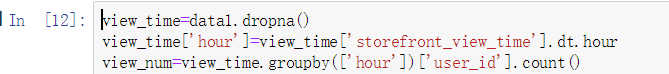 In [12]: view_time=data1.dropna()
view_time['hour']=view_time['storefront_view_time'].dt.hour
view_num=view_time.groupby(['hour'])['user_id'].count()